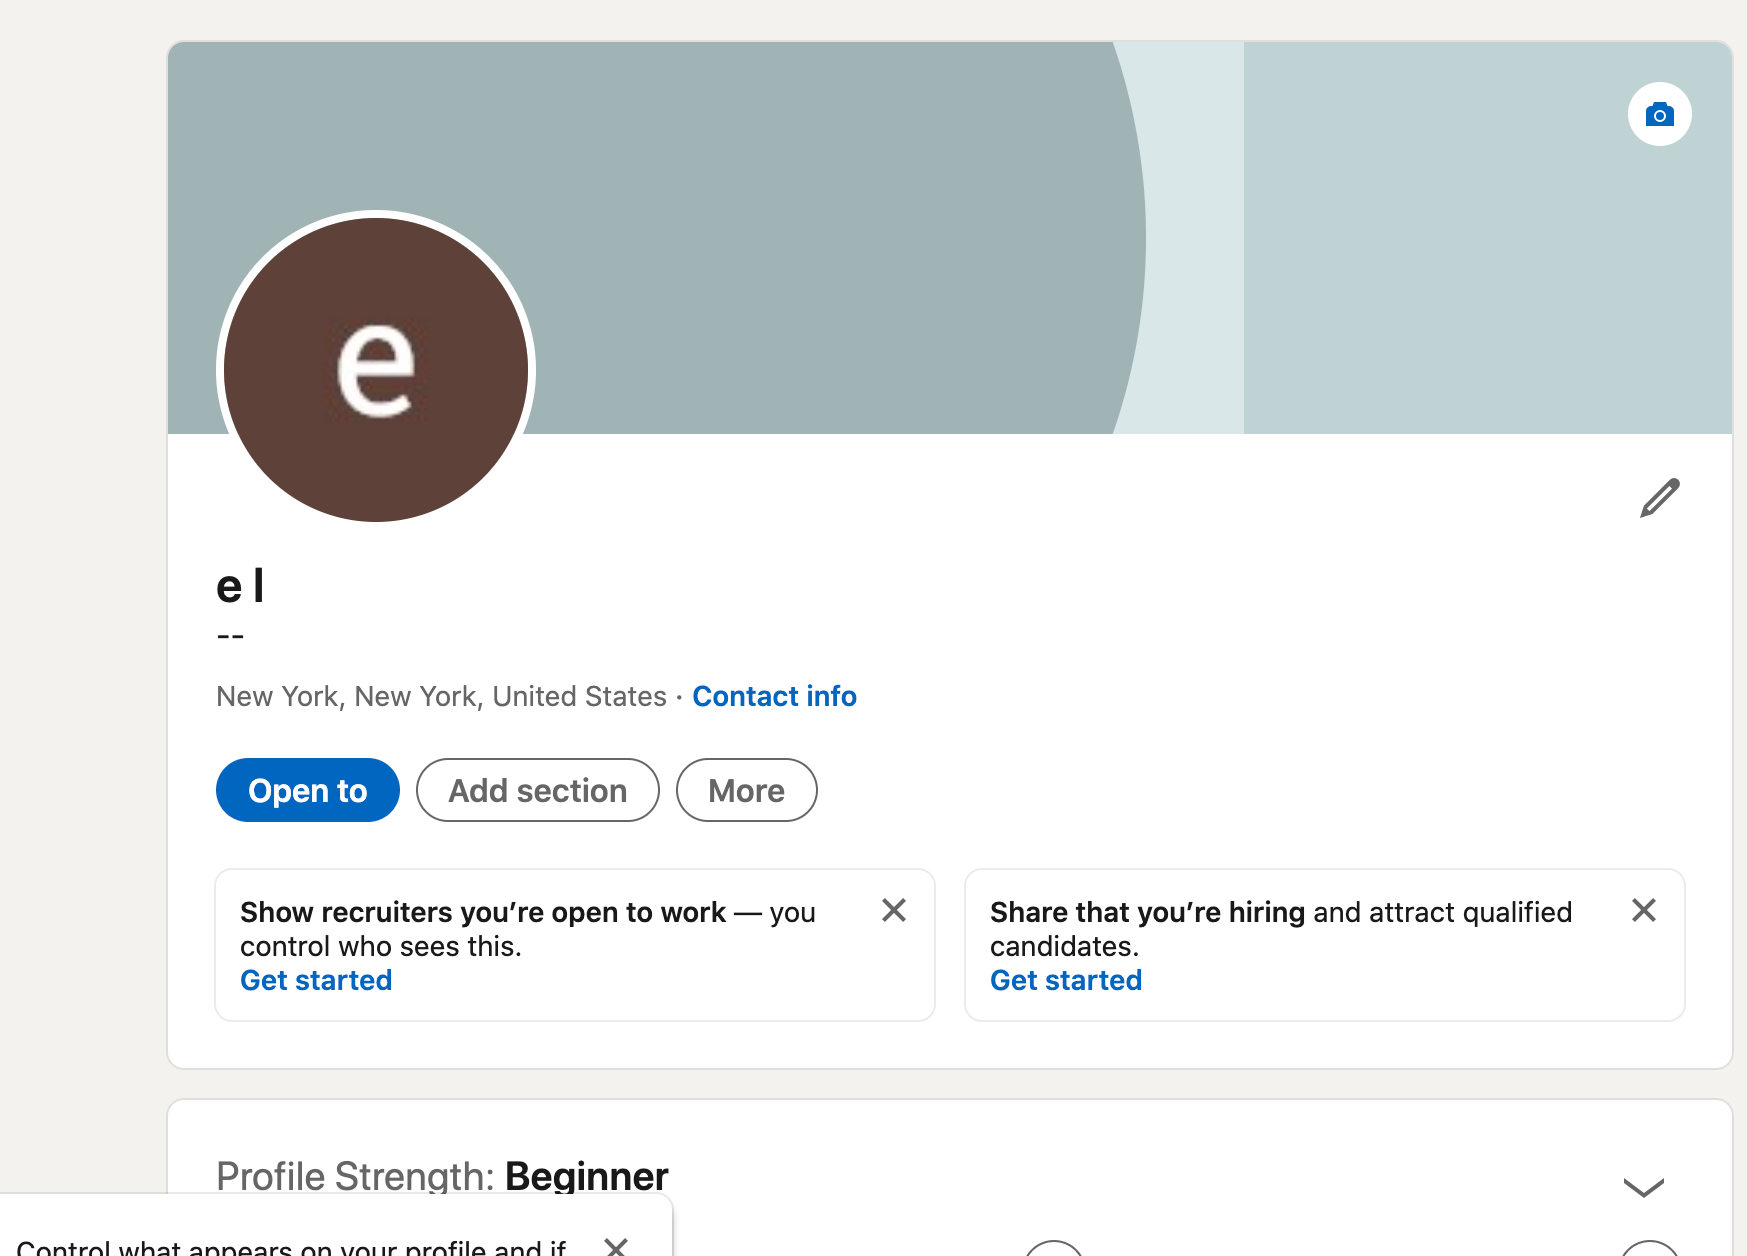 e
e l
--
New York, New York, United States · Contact info
Open to
Add section
More
Show recruiters you’re open to work — you
control who sees this.
Get started
Share that you’re hiring and attract qualified
candidates.
Get started
Profile Strength: Beginner
Control what appears on your profile and if